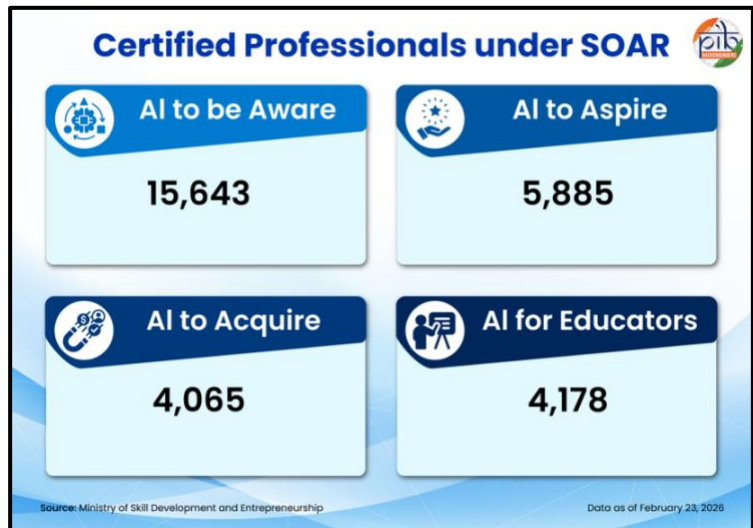 Certified Professionals under SOAR
pib
AI to be Aware
15,643
AI to Aspire
5,885
AI to Acquire
4,065
AI for Educators
4,178
Source: Ministry of Skill Development and Entrepreneurship
Data as of February 23, 2026